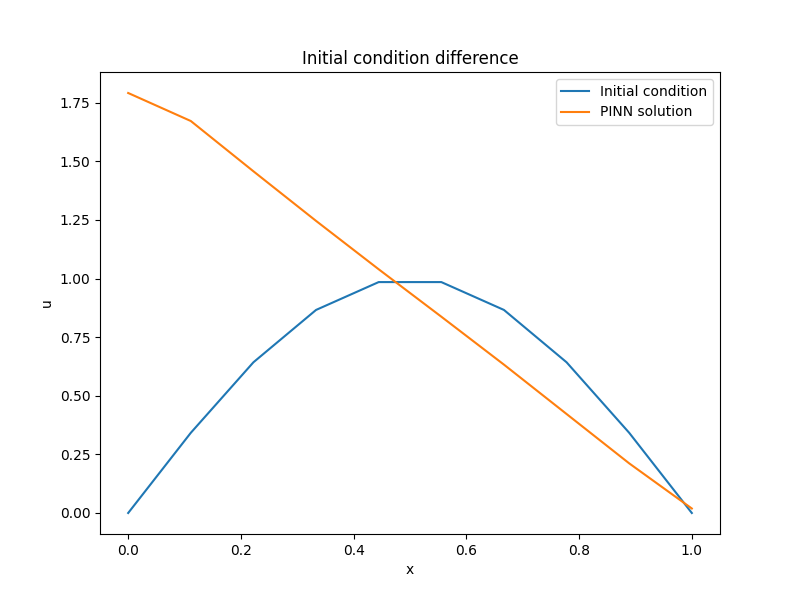 Initial condition difference
Initial condition
PINN solution
1.75
1.50
1.25
1.00
0.75
0.50
0.25
0.00
u
0.0 0.2 0.4 0.6 0.8 1.0
x